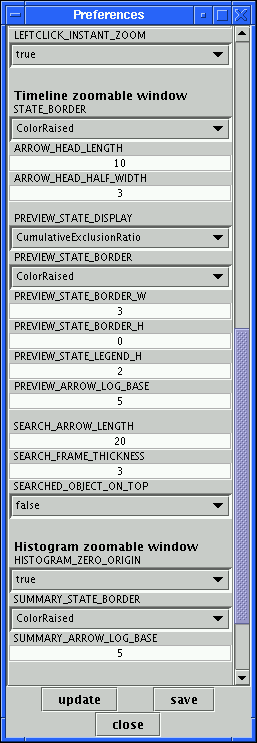 Preferences
LEFTCLICK_INSTANT_ZOOM
true
Timeline zoomable window
STATE_BORDER
ColorRaised
ARROW_HEAD_LENGTH
10
ARROW_HEAD_HALF_WIDTH
3
PREVIEW_STATE_DISPLAY
CumulativeExclusionRatio
PREVIEW_STATE_BORDER
ColorRaised
PREVIEW_STATE_BORDER_W
3
PREVIEW_STATE_BORDER_H
0
PREVIEW_STATE_LEGEND_H
2
PREVIEW_ARROW_LOG_BASE
5
SEARCH_ARROW_LENGTH
20
SEARCH_FRAME_THICKNESS
3
SEARCHED_OBJECT_ON_TOP
false
Histogram zoomable window
HISTOGRAM_ZERO_ORIGIN
true
SUMMARY_STATE_BORDER
ColorRaised
SUMMARY_ARROW_LOG_BASE
5
update save
close